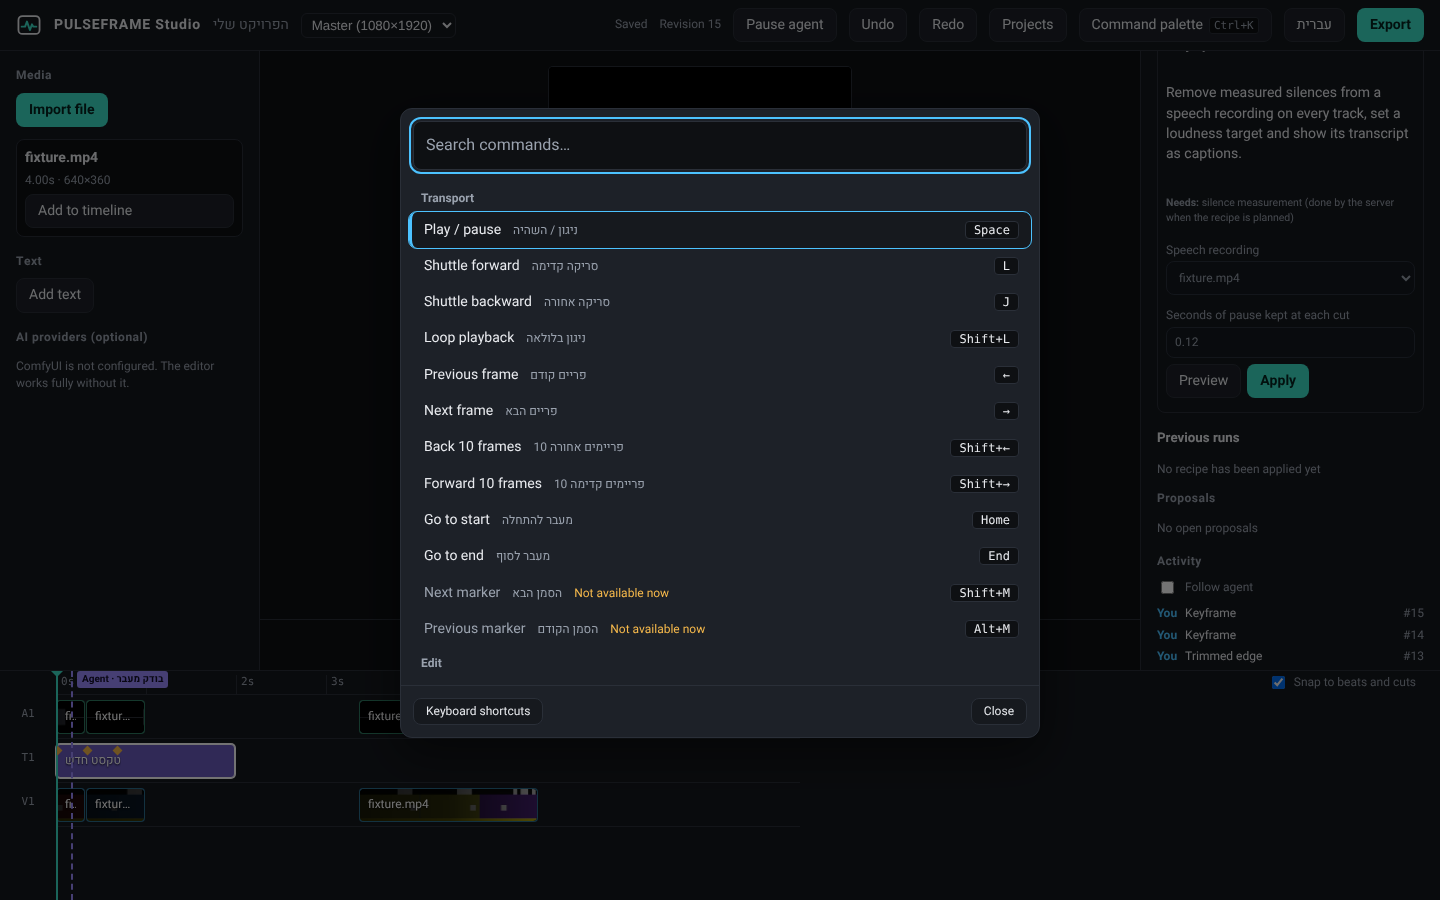 PULSEFRAME Studio הפרויקט שלי Master (1080×1920) Saved Revision 15 Pause agent Undo Redo Projects Command palette Ctrl+K עברית Export
Media
Import file
fixture.mp4
4.00s · 640×360
Add to timeline
Text
Add text
AI providers (optional)
ComfyUI is not configured. The editor
works fully without it.
Search commands…
Transport
Play / pause ניגון / השהיה Space
Shuttle forward סריקה קדימה L
Shuttle backward סריקה אחורה J
Loop playback ניגון בלולאה Shift+L
Previous frame פריים קודם ←
Next frame פריים הבא →
Back 10 frames 10 פריימים אחורה Shift+←
Forward 10 frames 10 פריימים קדימה Shift+→
Go to start מעבר להתחלה Home
Go to end מעבר לסוף End
Next marker הסמן הבא Not available now Shift+M
Previous marker הסמן הקודם Not available now Alt+M
Edit
Keyboard shortcuts Close
Remove measured silences from a
speech recording on every track, set a
loudness target and show its transcript
as captions.
Needs: silence measurement (done by the server
when the recipe is planned)
Speech recording
fixture.mp4
Seconds of pause kept at each cut
0.12
Preview Apply
Previous runs
No recipe has been applied yet
Proposals
No open proposals
Activity
Follow agent
You Keyframe #15
You Keyframe #14
You Trimmed edge #13
0s Agent · בודק מעבר 2s 3s Snap to beats and cuts
A1 fixtur… fixture
T1 טקסט חדש
V1 fixtur… fixture.mp4